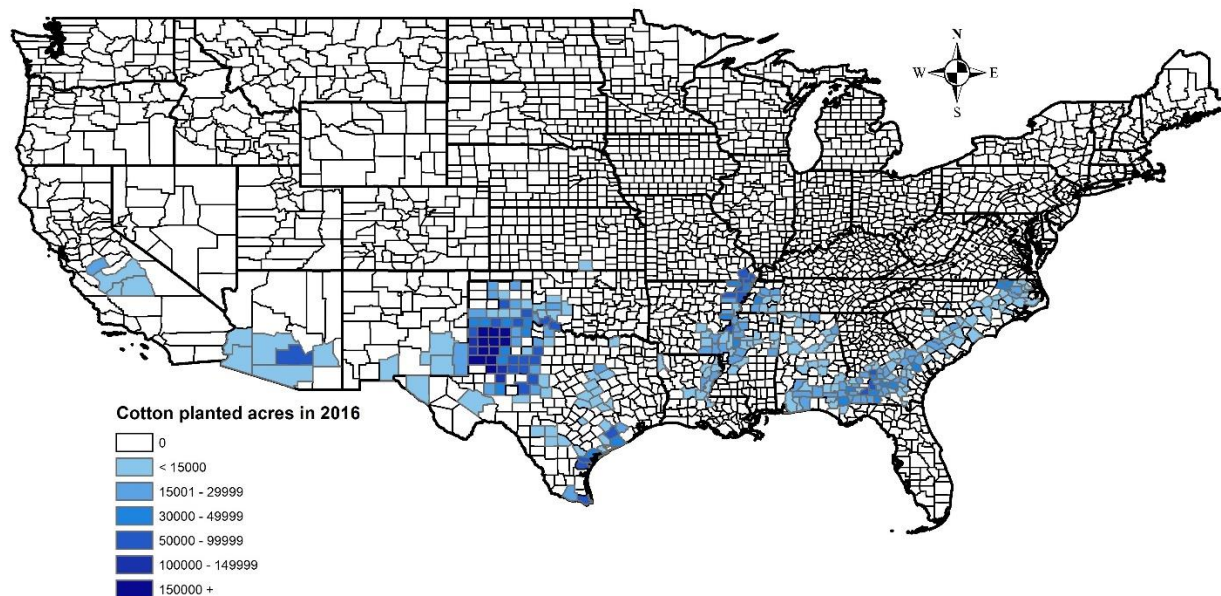 N
W E
S
Cotton planted acres in 2016
0
< 15000
15001 - 29999
30000 - 49999
50000 - 99999
100000 - 149999
150000 +